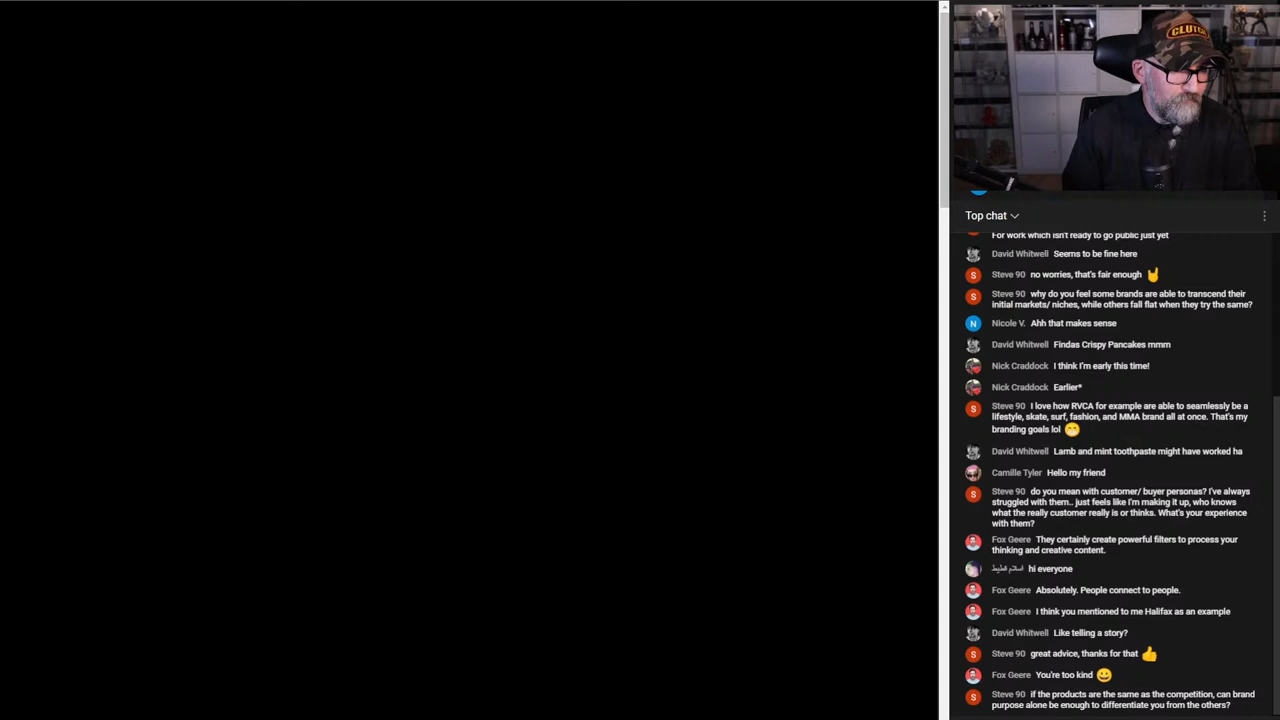 CLUTCH
Top chat
For work which isn't ready to go public just yet
David Whitwell Seems to be fine here
Steve 90 no worries, that's fair enough 🤘
Steve 90 why do you feel some brands are able to transcend their
initial markets/ niches, while others fall flat when they try the same?
Nicole V. Ahh that makes sense
David Whitwell Findas Crispy Pancakes mmm
Nick Craddock I think I'm early this time!
Nick Craddock Earlier*
Steve 90 I love how RVCA for example are able to seamlessly be a
lifestyle, skate, surf, fashion, and MMA brand all at once. That's my
branding goals lol 😁
David Whitwell Lamb and mint toothpaste might have worked ha
Camille Tyler Hello my friend
Steve 90 do you mean with customer/ buyer personas? I've always
struggled with them.. just feels like I'm making it up, who knows
what the really customer really is or thinks. What's your experience
with them?
Fox Geere They certainly create powerful filters to process your
thinking and creative content.
hi everyone
Fox Geere Absolutely. People connect to people.
Fox Geere I think you mentioned to me Halifax as an example
David Whitwell Like telling a story?
Steve 90 great advice, thanks for that 👍
Fox Geere You're too kind 😀
Steve 90 if the products are the same as the competition, can brand
purpose alone be enough to differentiate you from the others?